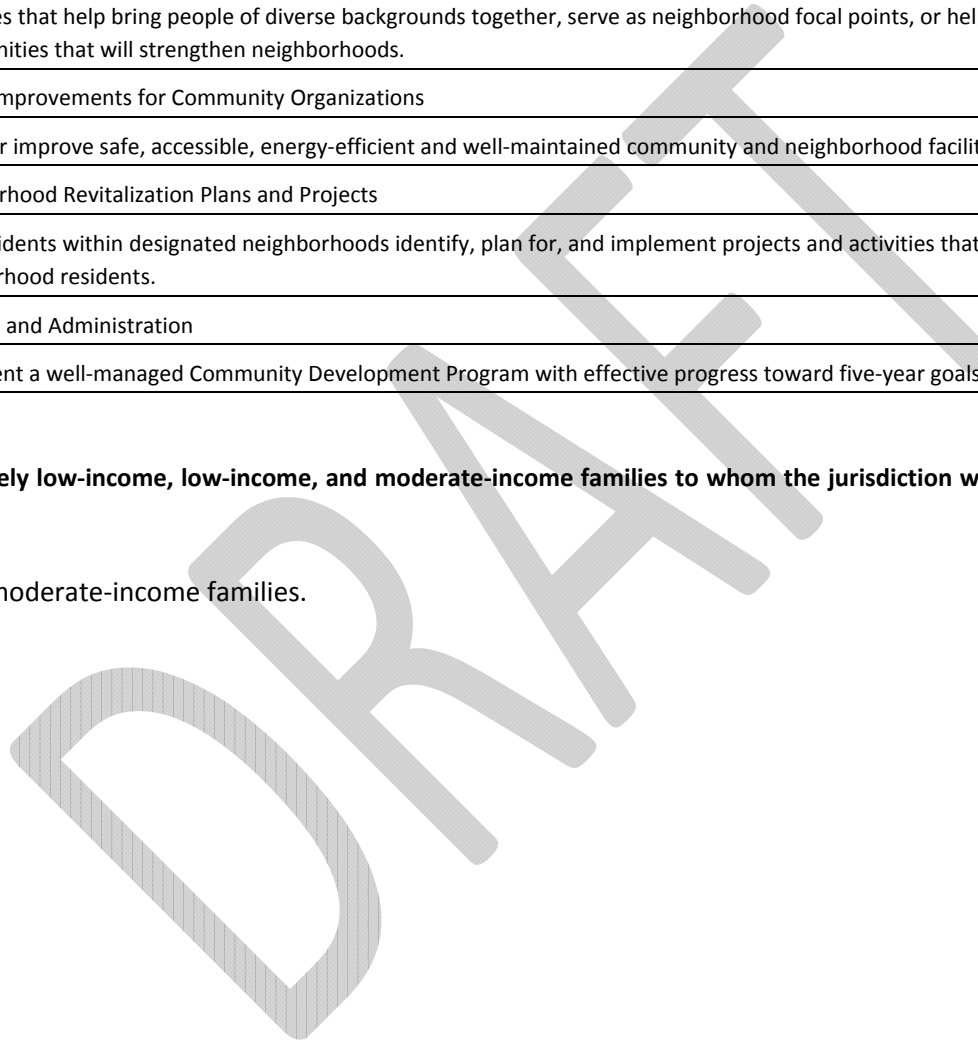 es that help bring people of diverse backgrounds together, serve as neighborhood focal points, or hel
nities that will strengthen neighborhoods.
mprovements for Community Organizations
r improve safe, accessible, energy-efficient and well-maintained community and neighborhood facilit
rhood Revitalization Plans and Projects
idents within designated neighborhoods identify, plan for, and implement projects and activities that
rhood residents.
and Administration
ent a well-managed Community Development Program with effective progress toward five-year goals
ely low-income, low-income, and moderate-income families to whom the jurisdiction w
moderate-income families.
DRAFT